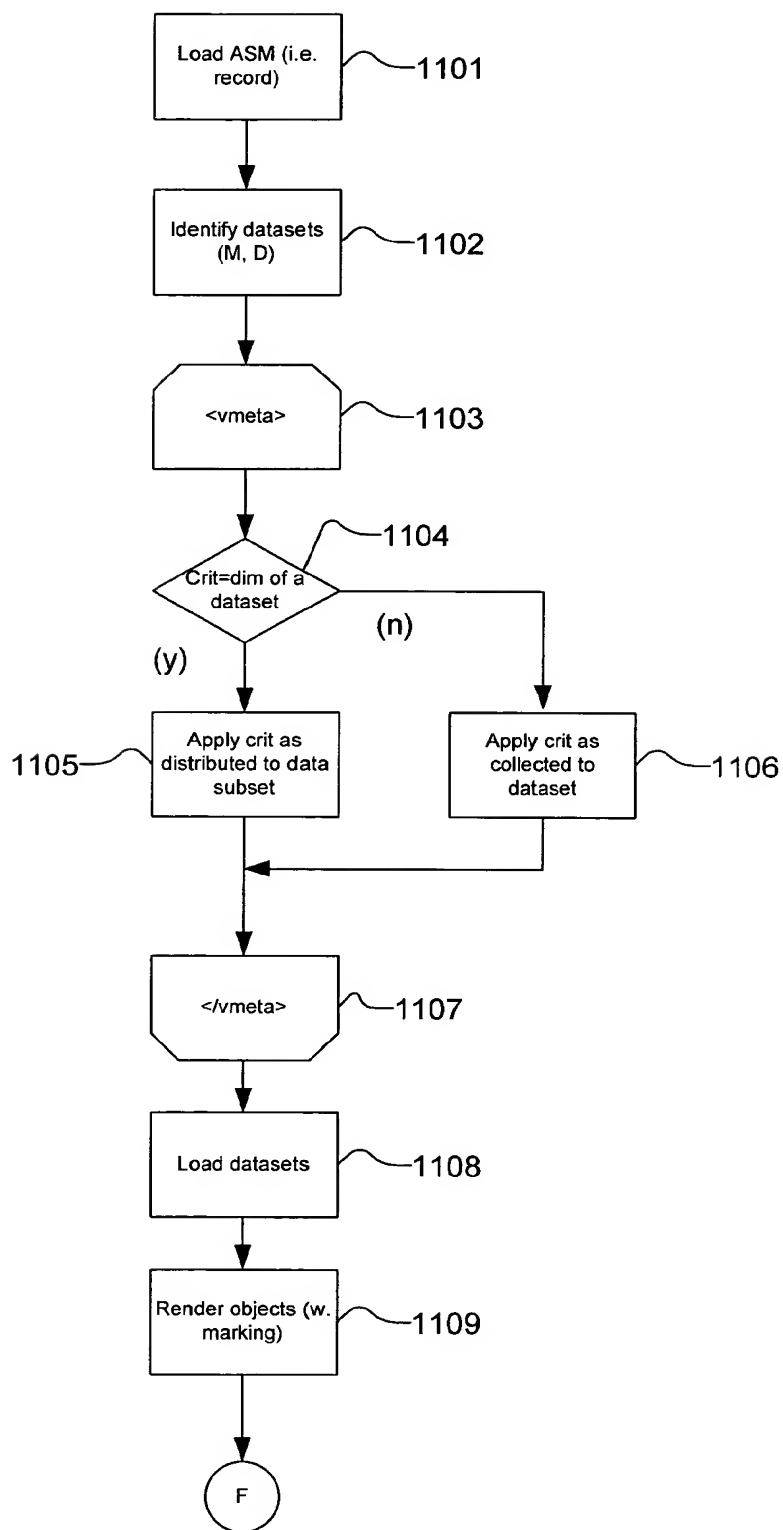 Load ASM (i.e.
record)
1101
Identify datasets
(M, D)
1102
<vmeta>
1103
1104
Crit=dim of a
dataset
(n)
(y)
1105
Apply crit as
distributed to data
subset
Apply crit as
collected to
dataset
1106
</vmeta>
1107
Load datasets
1108
Render objects (w.
marking)
1109
F